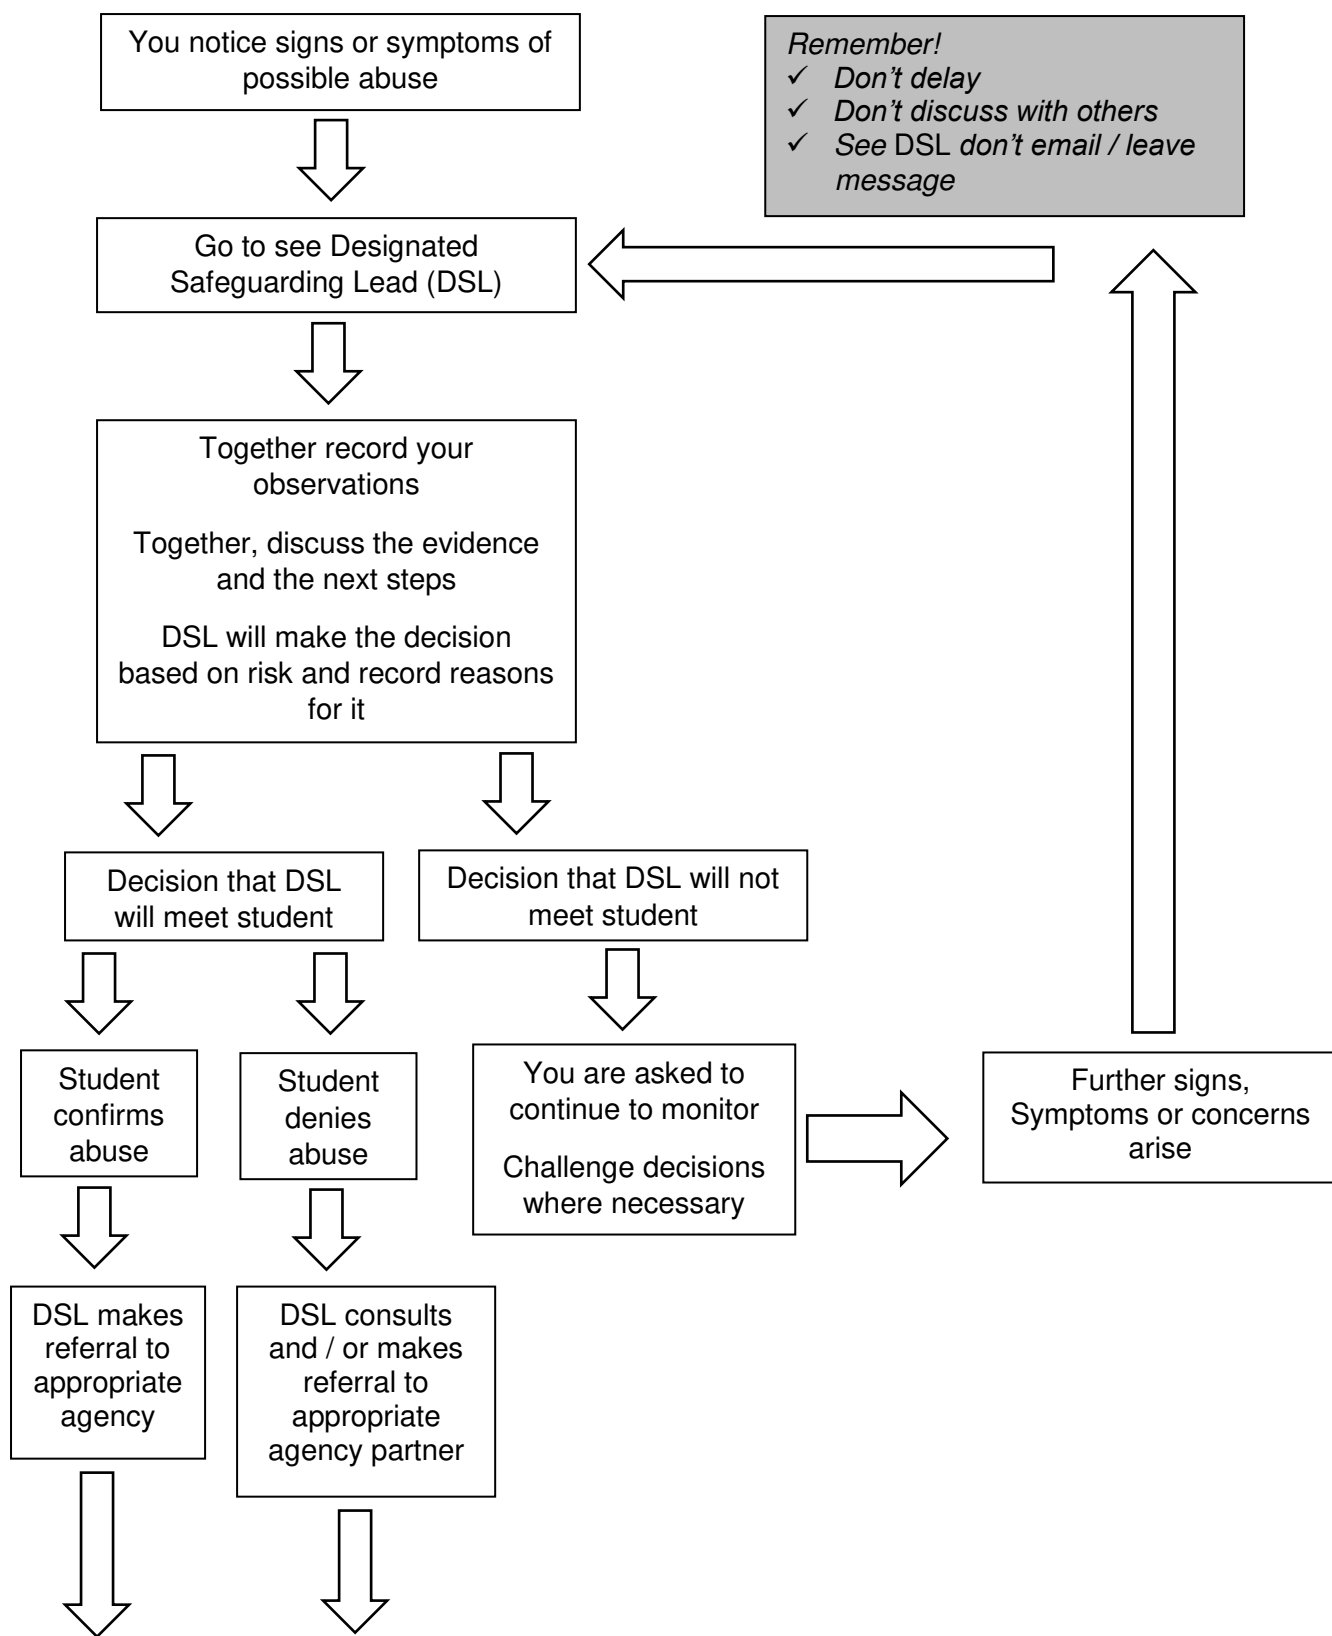 You notice signs or symptoms of
possible abuse
Remember!
✓ Don't delay
✓ Don't discuss with others
✓ See DSL don't email / leave
message
Go to see Designated
Safeguarding Lead (DSL)
Together record your
observations
Together, discuss the evidence
and the next steps
DSL will make the decision
based on risk and record reasons
for it
Decision that DSL
will meet student
Decision that DSL will not
meet student
Student
confirms
abuse
Student
denies
abuse
You are asked to
continue to monitor
Challenge decisions
where necessary
Further signs,
Symptoms or concerns
arise
DSL makes
referral to
appropriate
agency
DSL consults
and / or makes
referral to
appropriate
agency partner